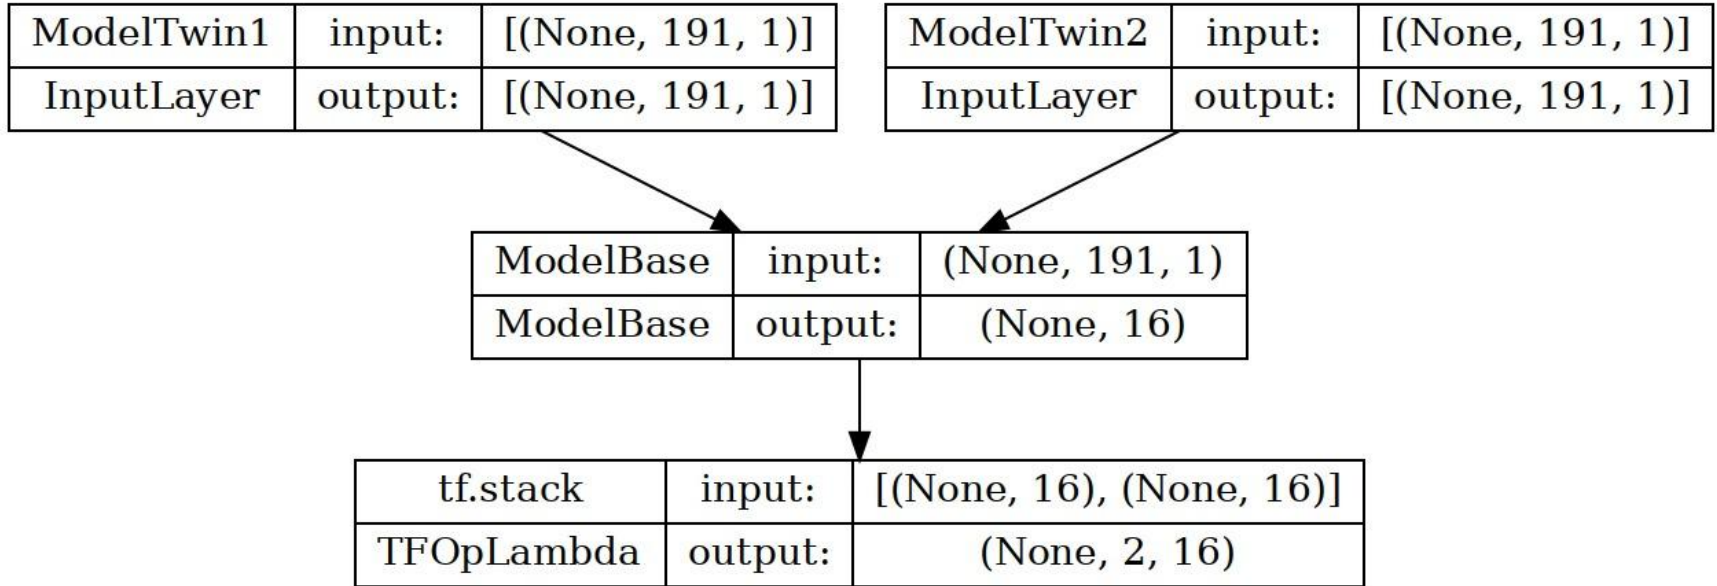 ModelTwin1 input: [(None, 191, 1)]
InputLayer output: [(None, 191, 1)]
ModelTwin2 input: [(None, 191, 1)]
InputLayer output: [(None, 191, 1)]
ModelBase input: (None, 191, 1)
ModelBase output: (None, 16)
tf.stack input: [(None, 16), (None, 16)]
TFOpLambda output: (None, 2, 16)